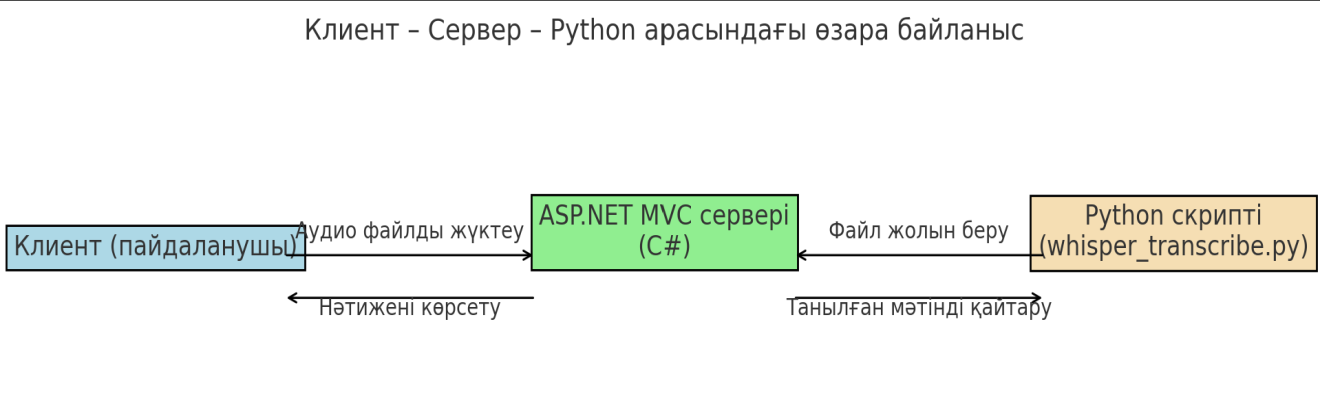 Клиент – Сервер – Python арасындағы өзара байланыс
Клиент (пайдаланушы)
Аудио файлды жүктеу
Нәтижені көрсету
ASP.NET MVC сервері
(C#)
Файл жолын беру
Танылған мәтінді қайтару
Python скрипті
(whisper_transcribe.py)